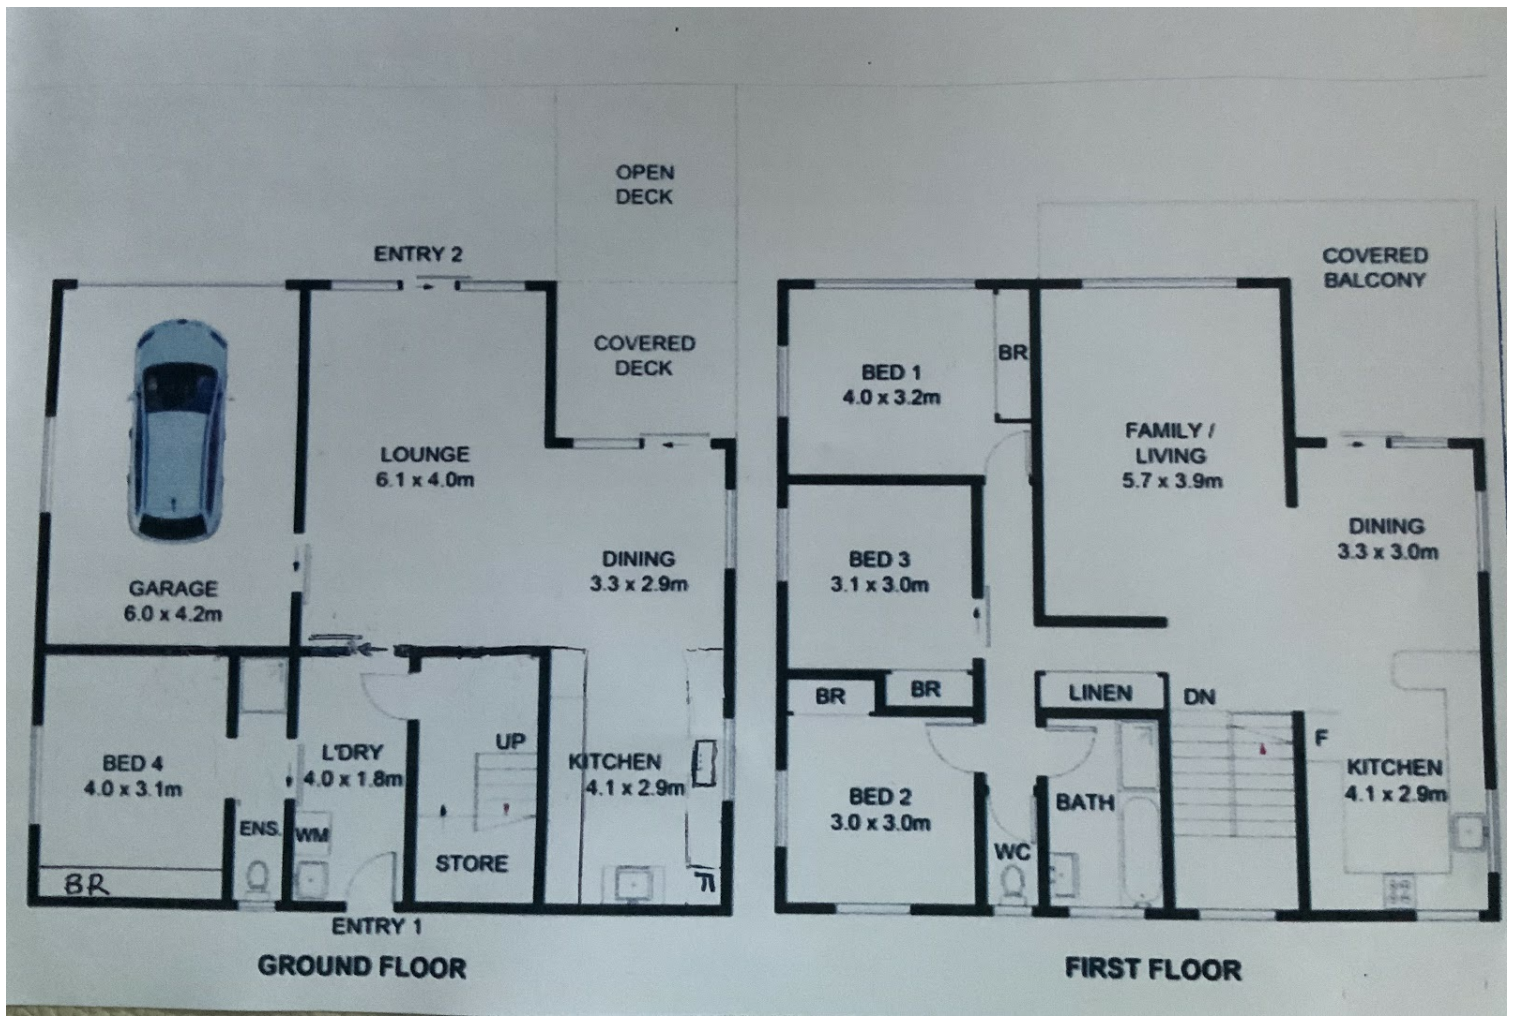 OPEN
DECK
ENTRY 2
COVERED
DECK
LOUNGE
6.1 x 4.0m
DINING
3.3 x 2.9m
GARAGE
6.0 x 4.2m
BED 4
4.0 x 3.1m
L'DRY
4.0 x 1.8m
UP
KITCHEN
4.1 x 2.9m
ENS.
WM
STORE
BR
ENTRY 1
GROUND FLOOR
COVERED
BALCONY
BR
BED 1
4.0 x 3.2m
FAMILY /
LIVING
5.7 x 3.9m
DINING
3.3 x 3.0m
BED 3
3.1 x 3.0m
BR
BR
LINEN
DN
F
KITCHEN
4.1 x 2.9m
BED 2
3.0 x 3.0m
BATH
WC
FIRST FLOOR